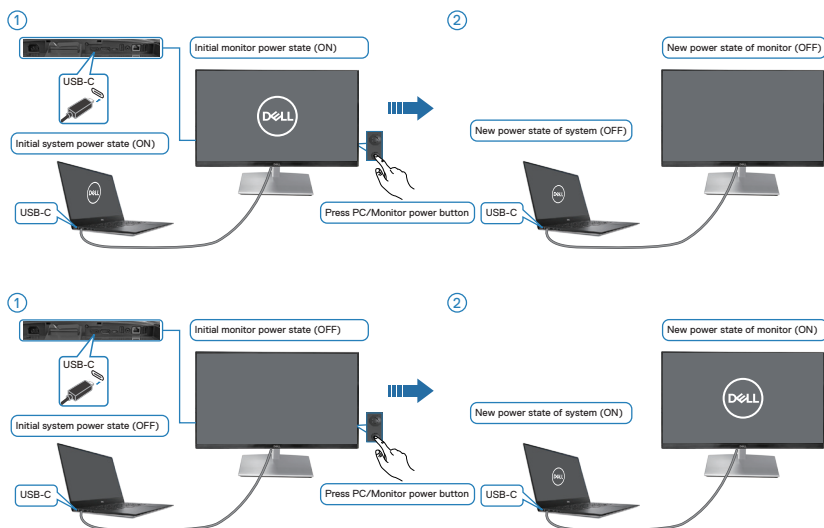 1
Initial monitor power state (ON)
USB-C
DELL
Initial system power state (ON)
DELL
USB-C
Press PC/Monitor power button
2
New power state of monitor (OFF)
New power state of system (OFF)
DELL
USB-C
1
Initial monitor power state (OFF)
USB-C
Initial system power state (OFF)
USB-C
Press PC/Monitor power button
2
New power state of monitor (ON)
DELL
New power state of system (ON)
DELL
USB-C